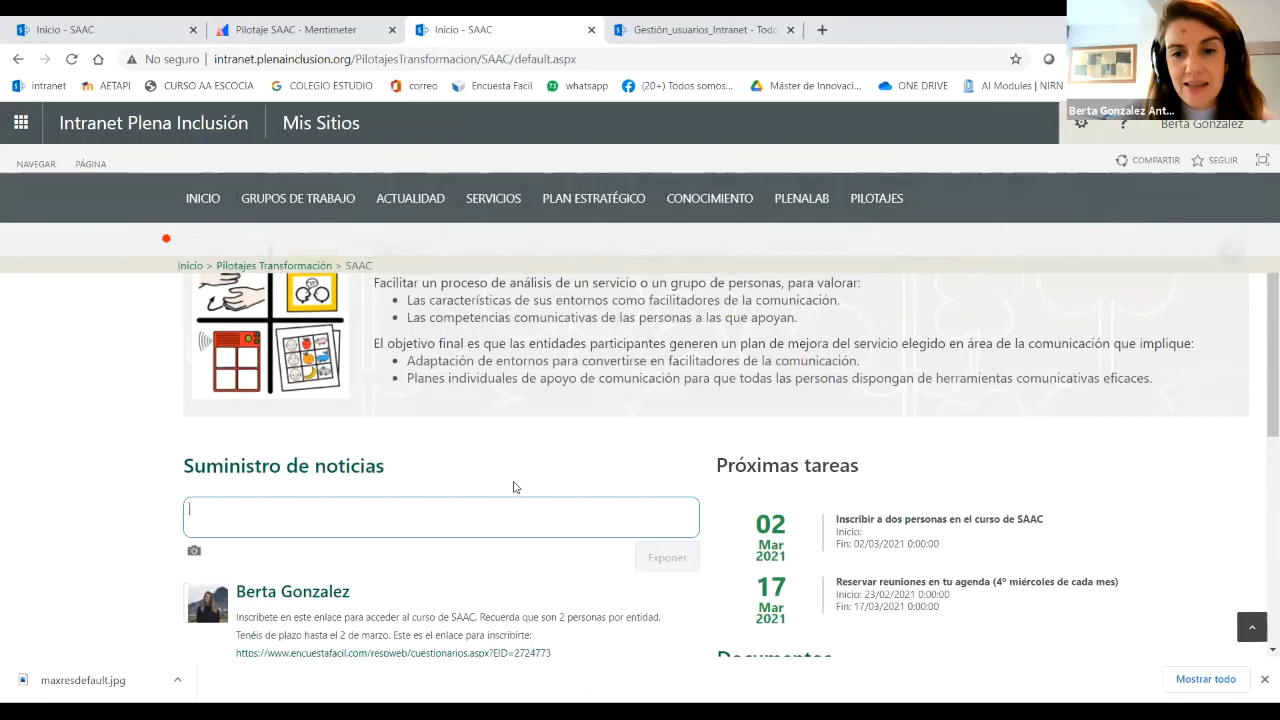 Inicio - SAAC
Pilotaje SAAC - Mentimeter
Inicio - SAAC
Gestión_usuarios_Intranet - Todo
No seguro
intranet.plenainclusion.org/PilotajesTransformacion/SAAC/default.aspx
intranet
AETAPI
CURSO AA ESCOCIA
COLEGIO ESTUDIO...
correo
Encuesta Facil
whatsapp
(20+) Todos somos...
Máster de Innovaci...
ONE DRIVE
AI Modules | NIRN
Berta Gonzalez Ant...
Intranet Plena Inclusión
Mis Sitios
Berta Gonzalez
NAVEGAR
PÁGINA
COMPARTIR
SEGUIR
INICIO
GRUPOS DE TRABAJO
ACTUALIDAD
SERVICIOS
PLAN ESTRATÉGICO
CONOCIMIENTO
PLENALAB
PILOTAJES
Inicio > Pilotajes Transformación > SAAC
Facilitar un proceso de análisis de un servicio o un grupo de personas, para valorar:
• Las características de sus entornos como facilitadores de la comunicación.
• Las competencias comunicativas de las personas a las que apoyan.
El objetivo final es que las entidades participantes generen un plan de mejora del servicio elegido en área de la comunicación que implique:
• Adaptación de entornos para convertirse en facilitadores de la comunicación.
• Planes individuales de apoyo de comunicación para que todas las personas dispongan de herramientas comunicativas eficaces.
Suministro de noticias
Exponer
Berta Gonzalez
Inscribete en este enlace para acceder al curso de SAAC. Recuerda que son 2 personas por entidad.
Tenéis de plazo hasta el 2 de marzo. Este es el enlace para inscribirte:
https://www.encuestafacil.com/respweb/cuestionarios.aspx?EID=2724773
Próximas tareas
02
Mar
2021
Inscribir a dos personas en el curso de SAAC
Inicio:
Fin: 02/03/2021 0:00:00
17
Mar
2021
Reservar reuniones en tu agenda (4º miércoles de cada mes)
Inicio: 23/02/2021 0:00:00
Fin: 17/03/2021 0:00:00
Documentos
maxresdefault.jpg
Mostrar todo